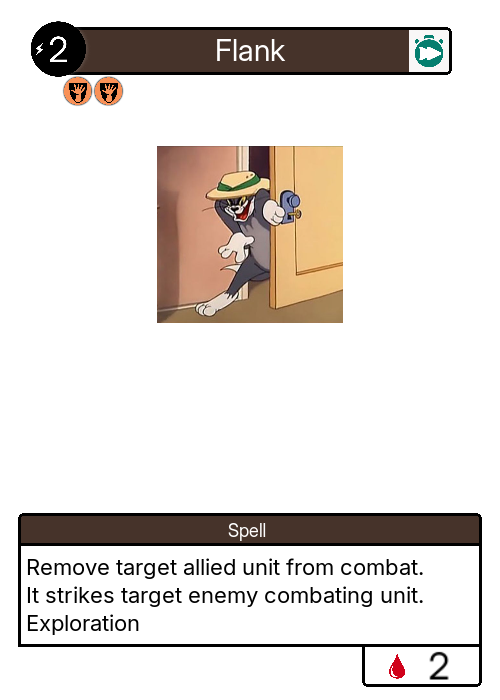 2
Flank
Spell
Remove target allied unit from combat.
It strikes target enemy combating unit.
Exploration
2